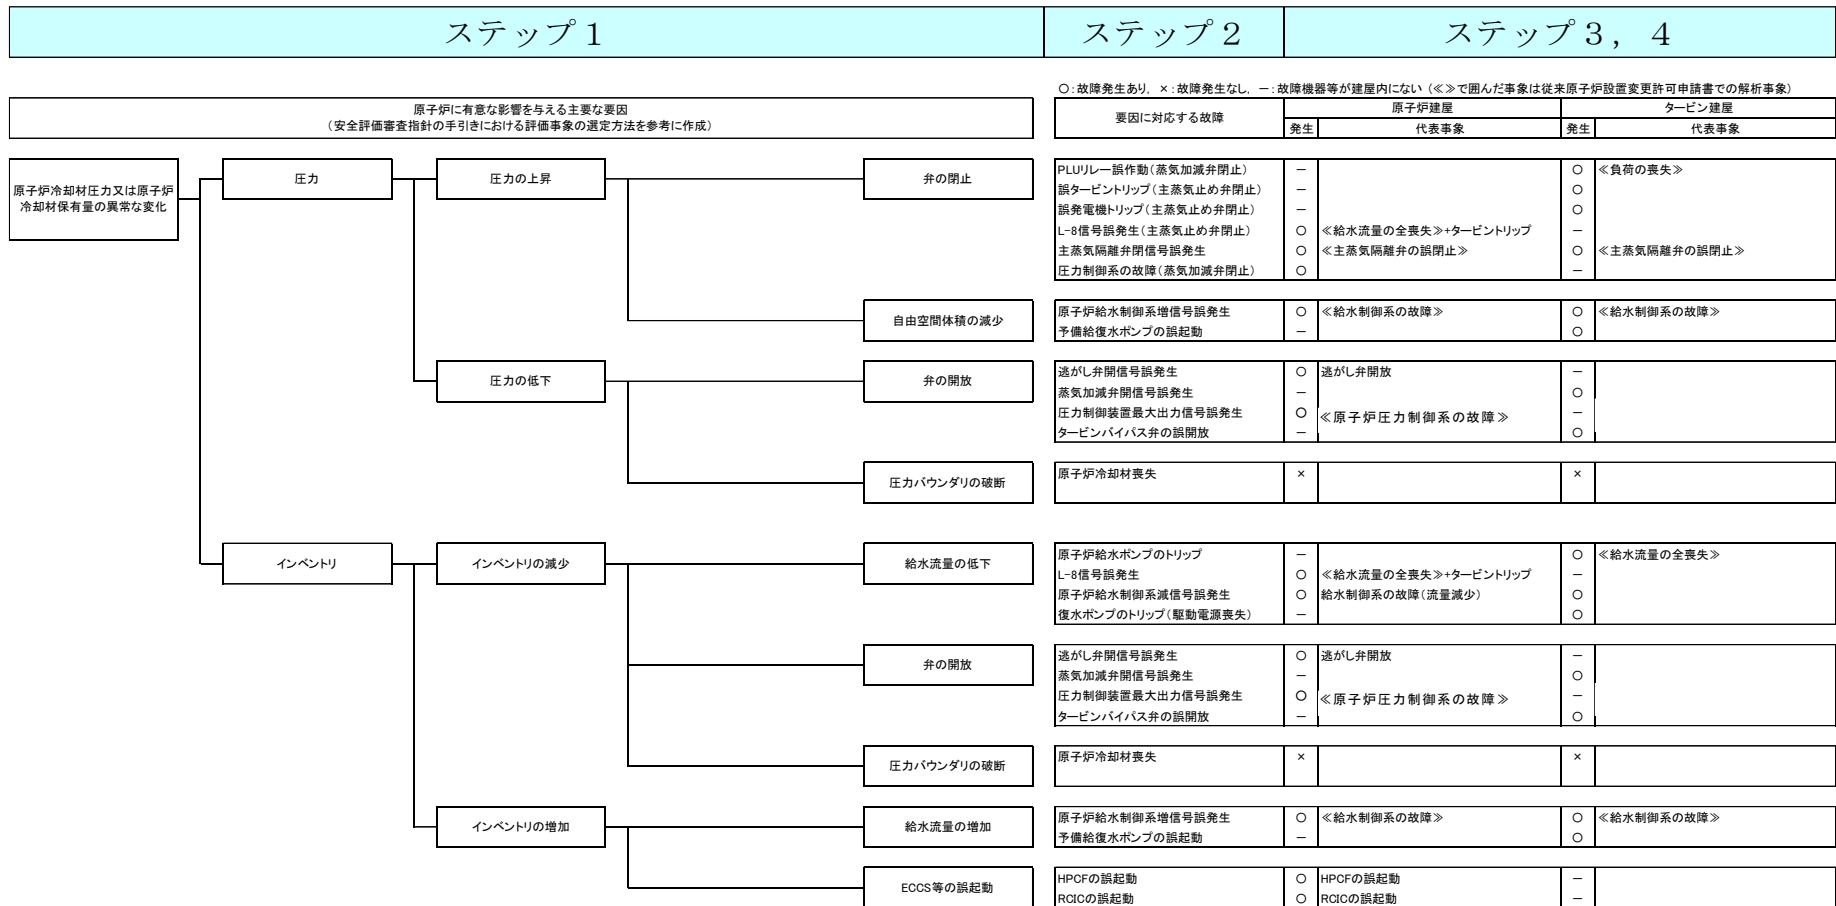 ステップ1 ステップ2 ステップ3，4
○：故障発生あり，×：故障発生なし，－：故障機器等が建屋内にない（≪≫で囲んだ事象は従来原子炉設置変更許可申請書での解析事象）
原子炉に有意な影響を与える主要な要因
（安全評価審査指針の手引きにおける評価事象の選定方法を参考に作成）
要因に対応する故障 原子炉建屋 タービン建屋
発生 代表事象 発生 代表事象
原子炉冷却材圧力又は原子炉
冷却材保有量の異常な変化
圧力 圧力の上昇 弁の閉止
PLUリレー誤作動（蒸気加減弁閉止） － ○ ≪負荷の喪失≫
誤タービントリップ（主蒸気止め弁閉止） － ○
誤発電機トリップ（主蒸気止め弁閉止） － ○
L-8信号誤発生（主蒸気止め弁閉止） ○ ≪給水流量の全喪失≫+タービントリップ －
主蒸気隔離弁閉信号誤発生 ○ ≪主蒸気隔離弁の誤閉止≫ ○ ≪主蒸気隔離弁の誤閉止≫
圧力制御系の故障（蒸気加減弁閉止） ○ －
自由空間体積の減少
原子炉給水制御系増信号誤発生 ○ ≪給水制御系の故障≫ ○ ≪給水制御系の故障≫
予備給復水ポンプの誤起動 － ○
圧力の低下 弁の開放
逃がし弁開信号誤発生 ○ 逃がし弁開放 －
蒸気加減弁開信号誤発生 － ○
圧力制御装置最大出力信号誤発生 ○ ≪原子炉圧力制御系の故障≫ －
タービンバイパス弁の誤開放 － ○
圧力バウンダリの破断
原子炉冷却材喪失 × ×
インベントリ インベントリの減少 給水流量の低下
原子炉給水ポンプのトリップ － ○ ≪給水流量の全喪失≫
L-8信号誤発生 ○ ≪給水流量の全喪失≫+タービントリップ －
原子炉給水制御系減信号誤発生 ○ 給水制御系の故障（流量減少） ○
復水ポンプのトリップ（駆動電源喪失） － ○
弁の開放
逃がし弁開信号誤発生 ○ 逃がし弁開放 －
蒸気加減弁開信号誤発生 － ○
圧力制御装置最大出力信号誤発生 ○ ≪原子炉圧力制御系の故障≫ －
タービンバイパス弁の誤開放 － ○
圧力バウンダリの破断
原子炉冷却材喪失 × ×
インベントリの増加 給水流量の増加
原子炉給水制御系増信号誤発生 ○ ≪給水制御系の故障≫ ○ ≪給水制御系の故障≫
予備給復水ポンプの誤起動 － ○
ECCS等の誤起動
HPCFの誤起動 ○ HPCFの誤起動 －
RCICの誤起動 ○ RCICの誤起動 －